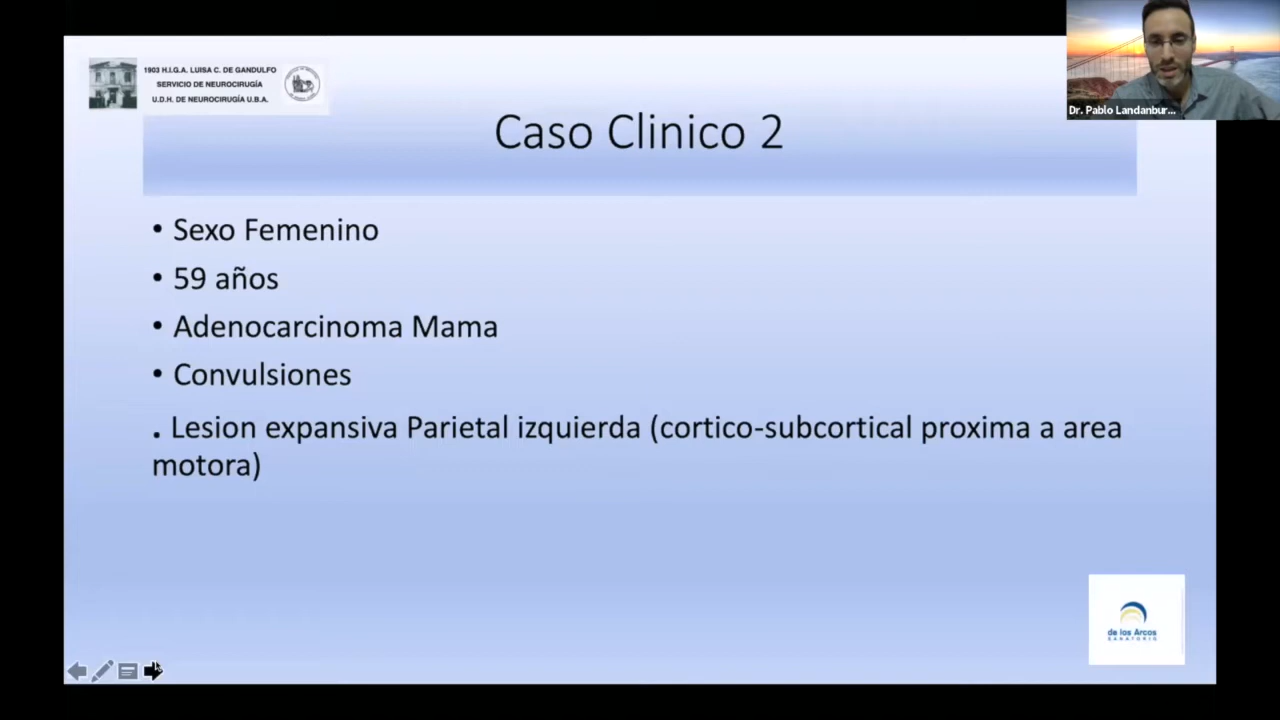 1903 H.I.G.A. LUISA C. DE GANDULFO
SERVICIO DE NEUROCIRUGÍA
U.D.H. DE NEUROCIRUGÍA U.B.A.
Dr. Pablo Landanbur...
Caso Clinico 2
• Sexo Femenino
• 59 años
• Adenocarcinoma Mama
• Convulsiones
. Lesion expansiva Parietal izquierda (cortico-subcortical proxima a area
motora)
de los Arcos
SANATORIO